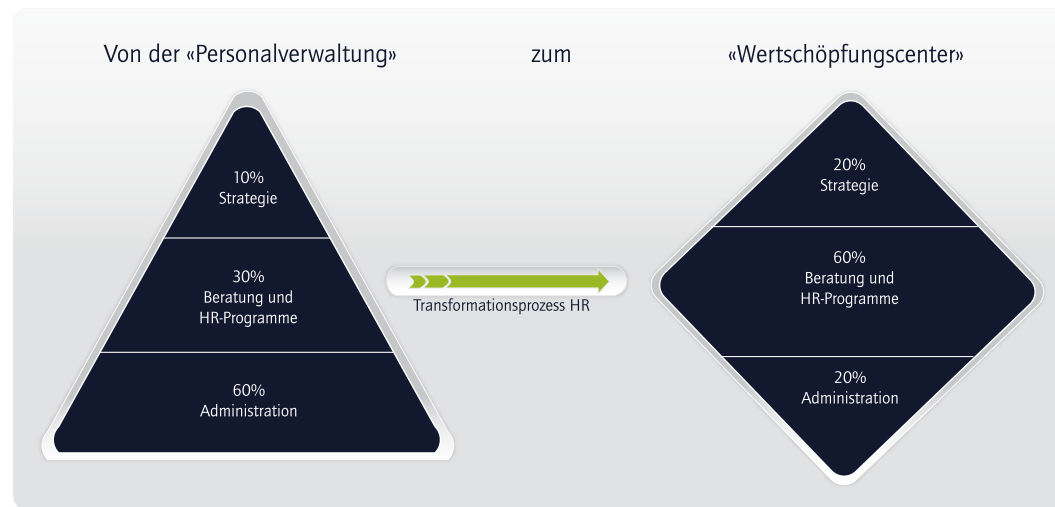 Von der «Personalverwaltung» zum «Wertschöpfungscenter»
10%
Strategie
30%
Beratung und
HR-Programme
60%
Administration
Transformationsprozess HR
20%
Strategie
60%
Beratung und
HR-Programme
20%
Administration